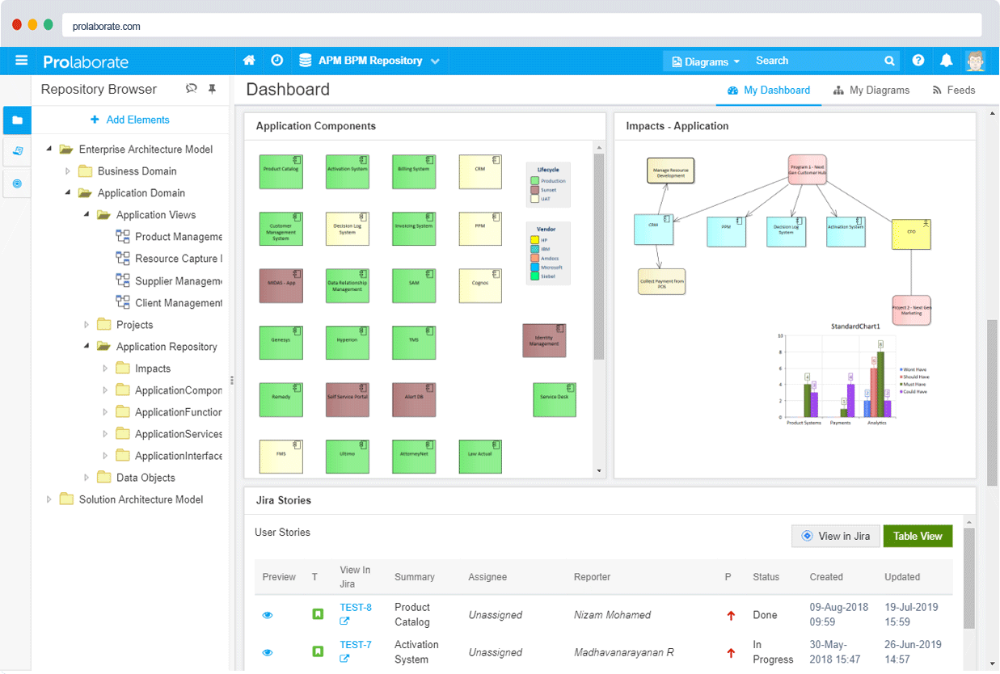 prolaborate.com
Prolaborate
APM BPM Repository
Diagrams
Search
Repository Browser
Add Elements
Enterprise Architecture Model
Business Domain
Application Domain
Application Views
Product Manageme
Resource Capture
Supplier Managem
Client Management
Projects
Application Repository
Impacts
ApplicationCompon
ApplicationFunction
ApplicationServices
ApplicationInterface
Data Objects
Solution Architecture Model
Dashboard
My Dashboard
My Diagrams
Feeds
Application Components
Product Catalog
Activation System
Billing System
CRM
Customer
Management
System
Decision Log
System
Invoicing System
PPM
MIDAS - App
Data Relationship
Management
SAM
Cognos
Genesys
Hyperion
TMS
Identity
Management
Remedy
Self Service Portal
Alert DB
Service Desk
Ultimo
AttorneyNet
Law Actual
Lifecycle
Production
Sunset
UAT
Vendor
HP
IBM
Amdocs
Microsoft
Siebel
Impacts - Application
Manage Resource
Development
Program 1 - Next
Gen Customer Hub
CRM
PPM
Decision Log
System
Activation System
CFO
Collect Payment from
POS
Project 2 - Next Gen
Marketing
StandardChart1
10
8
6
4
2
0
4
3
1
4
2
6
8
Product Systems
Payments
Analytics
Wont Have
Should Have
Must Have
Could Have
Jira Stories
User Stories
View in Jira
Table View
Preview T View In Jira Summary Assignee Reporter P Status Created Updated
TEST-8 Product Unassigned Nizam Mohamed Done 09-Aug-2018 19-Jul-2019
Catalog 09:59 15:59
TEST-7 Activation Unassigned Madhavanarayanan R In 30-May- 26-Jun-2019
System Progress 2018 15:47 14:57